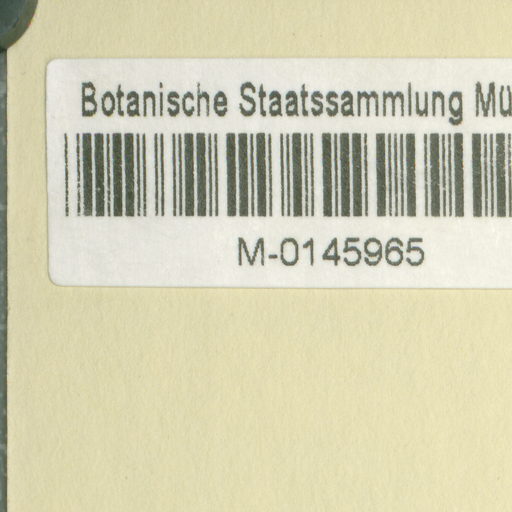 Botanische Staatssammlung Mü
M-0145965